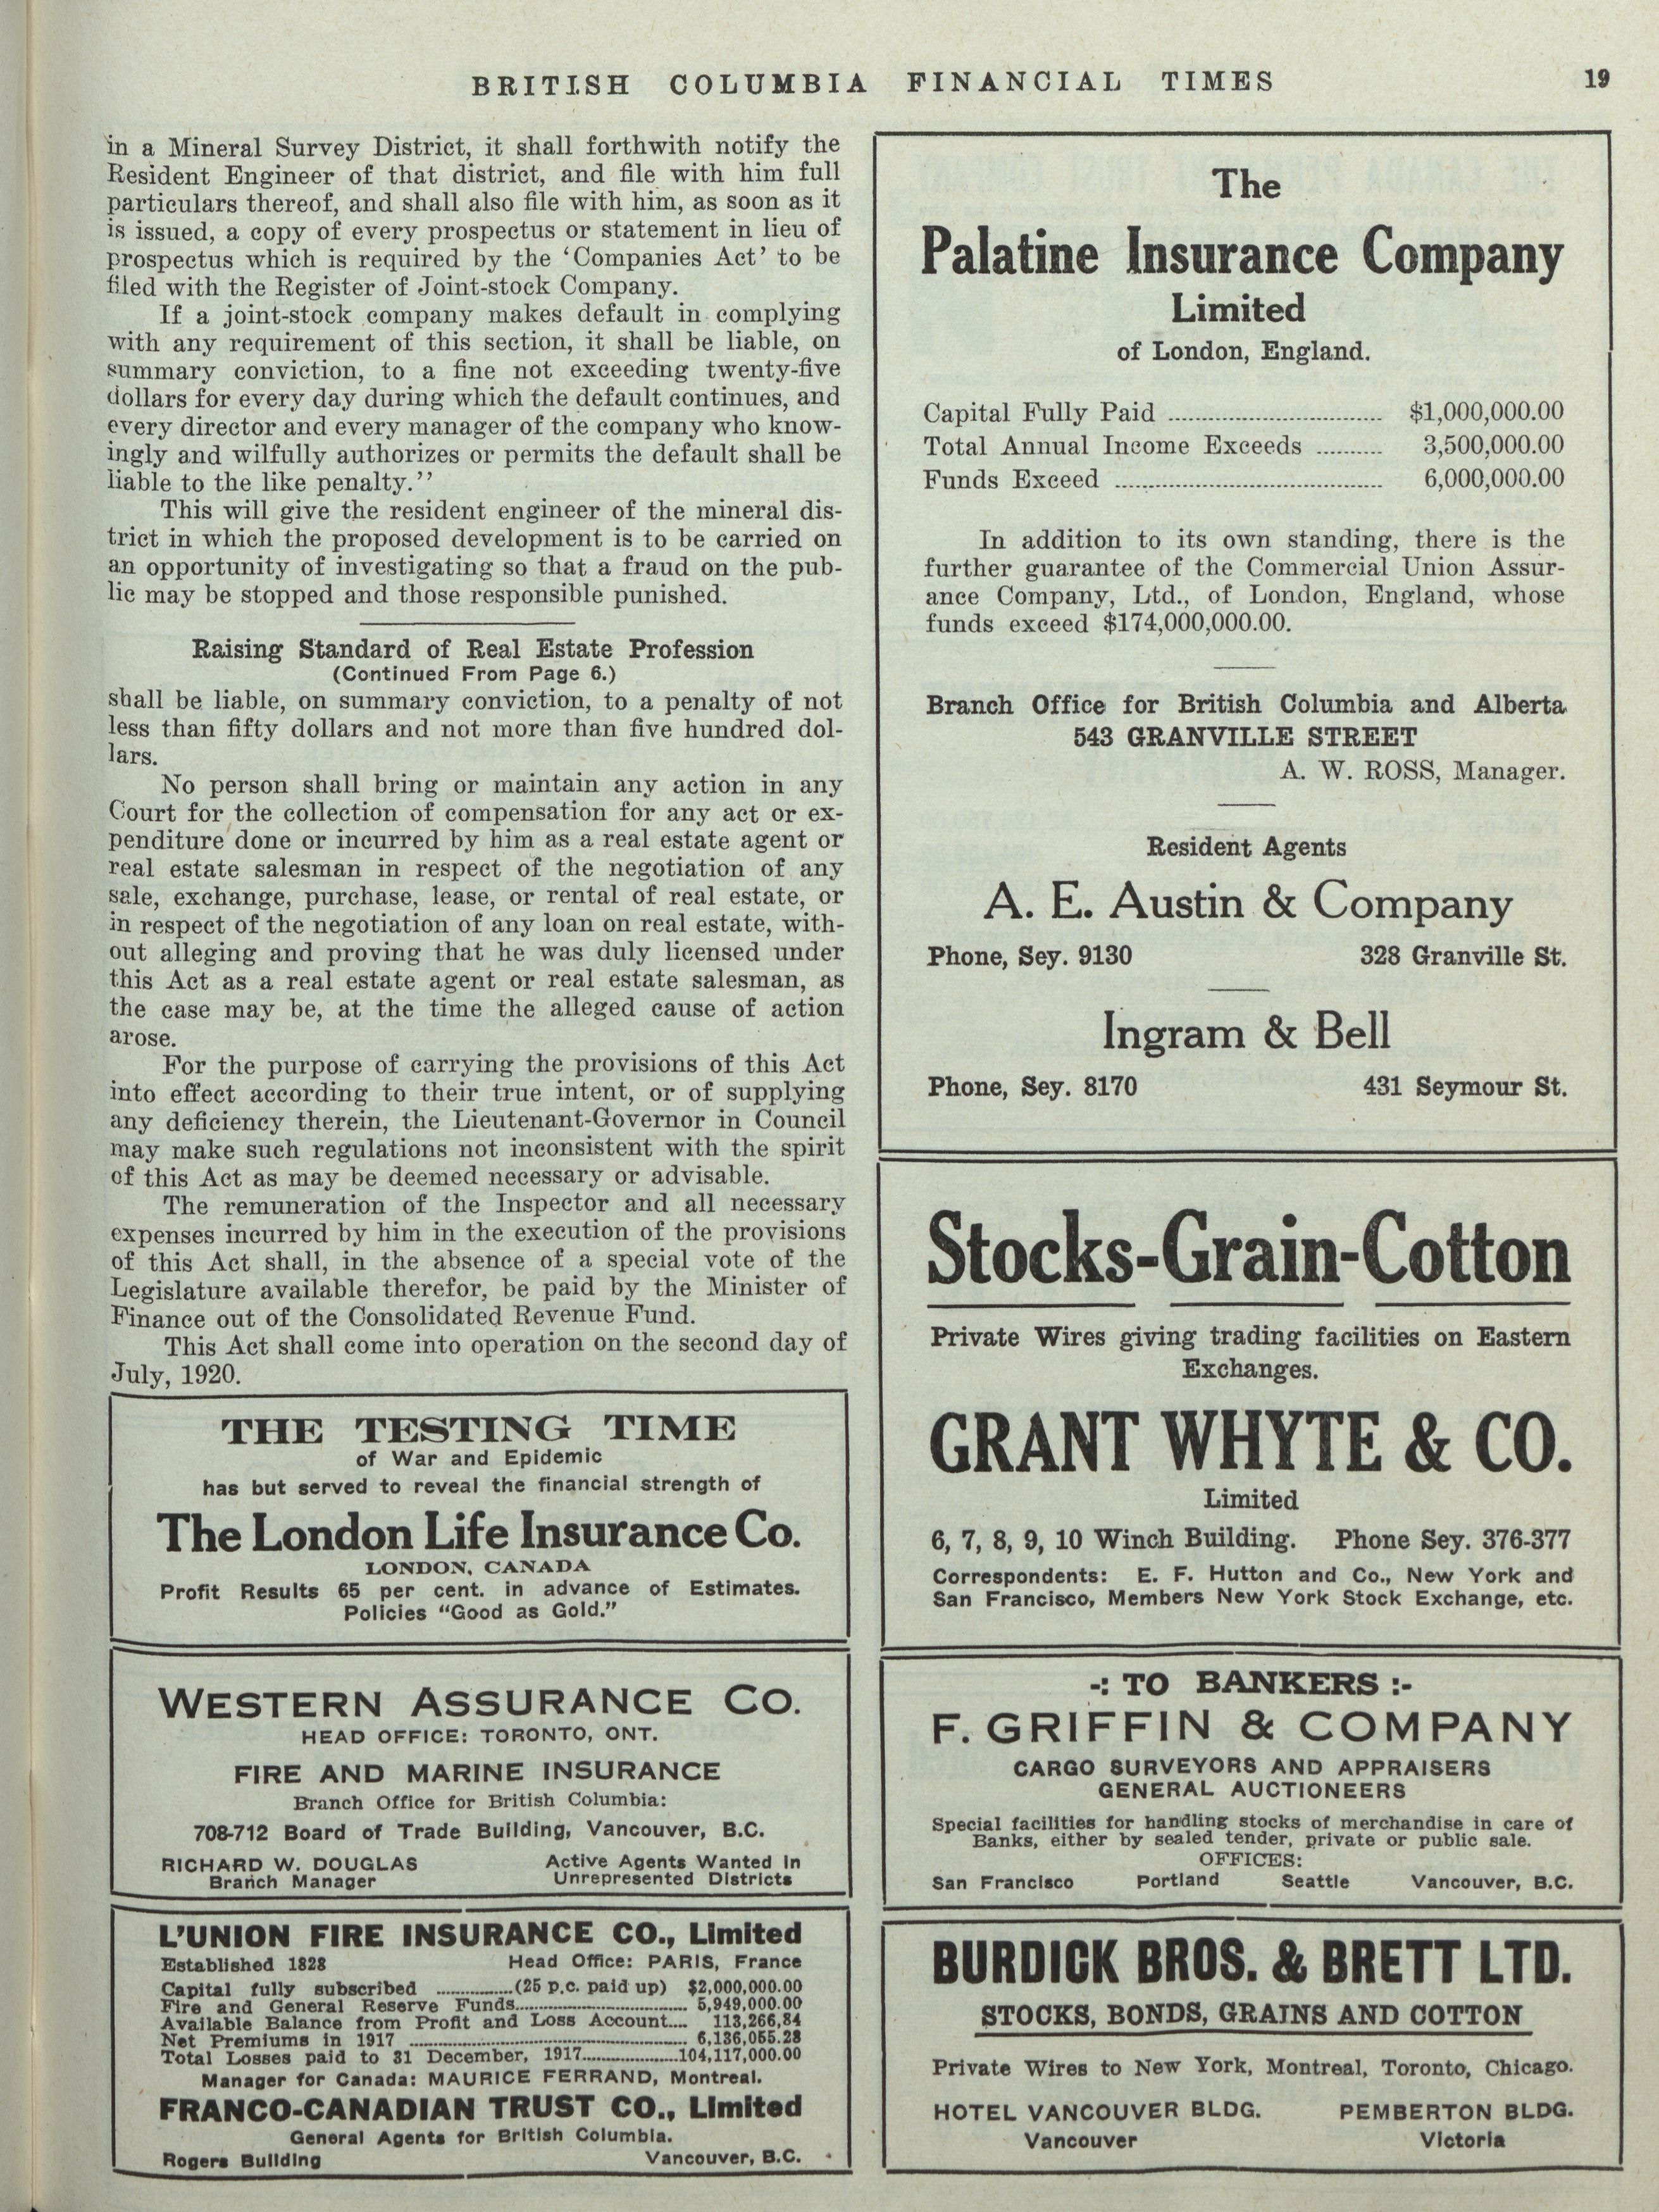 BRITISH COLUMBIA FINANCIAL TIMES 19
in a Mineral Survey District, it shall forthwith notify the
Resident Engineer of that district, and file with him full
particulars thereof, and shall also file with him, as soon as it
is issued, a copy of every prospectus or statement in lieu of
prospectus which is required by the 'Companies Act' to be
filed with the Register of Joint-stock Company.
If a joint-stock company makes default in complying
with any requirement of this section, it shall be liable, on
summary conviction, to a fine not exceeding twenty-five
dollars for every day during which the default continues, and
every director and every manager of the company who know-
ingly and wilfully authorizes or permits the default shall be
liable to the like penalty.''
This will give the resident engineer of the mineral dis-
trict in which the proposed development is to be carried on
an opportunity of investigating so that a fraud on the pub-
lic may be stopped and those responsible punished.
Raising Standard of Real Estate Profession
(Continued From Page 6.)
shall be liable, on summary conviction, to a penalty of not
less than fifty dollars and not more than five hundred dol-
lars.
No person shall bring or maintain any action in any
Court for the collection of compensation for any act or ex-
penditure done or incurred by him as a real estate agent or
real estate salesman in respect of the negotiation of any
sale, exchange, purchase, lease, or rental of real estate, or
in respect of the negotiation of any loan on real estate, with-
out alleging and proving that he was duly licensed under
this Act as a real estate agent or real estate salesman, as
the case may be, at the time the alleged cause of action
arose.
For the purpose of carrying the provisions of this Act
into effect according to their true intent, or of supplying
any deficiency therein, the Lieutenant-Governor in Council
may make such regulations not inconsistent with the spirit
of this Act as may be deemed necessary or advisable.
The remuneration of the Inspector and all necessary
expenses incurred by him in the execution of the provisions
of this Act shall, in the absence of a special vote of the
Legislature available therefor, be paid by the Minister of
Finance out of the Consolidated Revenue Fund.
This Act shall come into operation on the second day of
July, 1920.
THE TESTING TIME
of War and Epidemic
has but served to reveal the financial strength of
The London Life Insurance Co.
LONDON, CANADA
Profit Results 65 per cent. in advance of Estimates.
Policies "Good as Gold."
WESTERN ASSURANCE CO.
HEAD OFFICE: TORONTO, ONT.
FIRE AND MARINE INSURANCE
Branch Office for British Columbia:
708-712 Board of Trade Building, Vancouver, B.C.
RICHARD W. DOUGLAS Active Agents Wanted in
Branch Manager Unrepresented Districts
L'UNION FIRE INSURANCE CO., Limited
Established 1828 Head Office: PARIS, France
Capital fully subscribed ...............(25 p.c. paid up) $2,000,000.00
Fire and General Reserve Funds.................................. 5,949,000.00
Available Balance from Profit and Loss Account.... 113,266,84
Net Premiums in 1917 ...................................................... 6,136,055.28
Total Losses paid to 31 December, 1917...................104,117,000.00
Manager for Canada: MAURICE FERRAND, Montreal.
FRANCO-CANADIAN TRUST CO., Limited
General Agents for British Columbia.
Rogers Building Vancouver, B.C.
The
Palatine Insurance Company
Limited
of London, England.
Capital Fully Paid .................................. $1,000,000.00
Total Annual Income Exceeds .......... 3,500,000.00
Funds Exceed .......................................... 6,000,000.00
In addition to its own standing, there is the
further guarantee of the Commercial Union Assur-
ance Company, Ltd., of London, England, whose
funds exceed $174,000,000.00.
Branch Office for British Columbia and Alberta
543 GRANVILLE STREET
A. W. ROSS, Manager.
Resident Agents
A. E. Austin & Company
Phone, Sey. 9130 328 Granville St.
Ingram & Bell
Phone, Sey. 8170 431 Seymour St.
Stocks-Grain-Cotton
Private Wires giving trading facilities on Eastern
Exchanges.
GRANT WHYTE & CO.
Limited
6, 7, 8, 9, 10 Winch Building. Phone Sey. 376-377
Correspondents: E. F. Hutton and Co., New York and
San Francisco, Members New York Stock Exchange, etc.
-: TO BANKERS :-
F. GRIFFIN & COMPANY
CARGO SURVEYORS AND APPRAISERS
GENERAL AUCTIONEERS
Special facilities for handling stocks of merchandise in care of
Banks, either by sealed tender, private or public sale.
OFFICES:
San Francisco Portland Seattle Vancouver, B.C.
BURDICK BROS. & BRETT LTD.
STOCKS, BONDS, GRAINS AND COTTON
Private Wires to New York, Montreal, Toronto, Chicago.
HOTEL VANCOUVER BLDG. PEMBERTON BLDG.
Vancouver Victoria